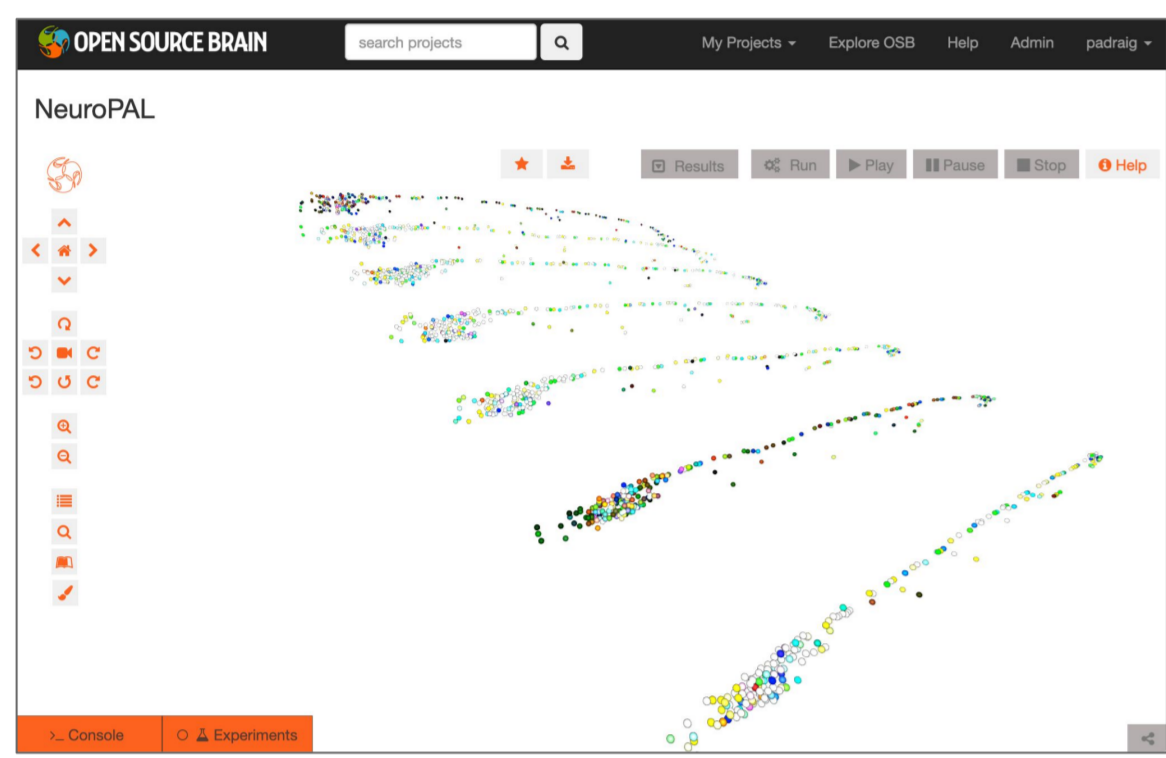 OPEN SOURCE BRAIN search projects My Projects Explore OSB Help Admin padraig
NeuroPAL
Results Run Play Pause Stop Help
>_ Console Experiments